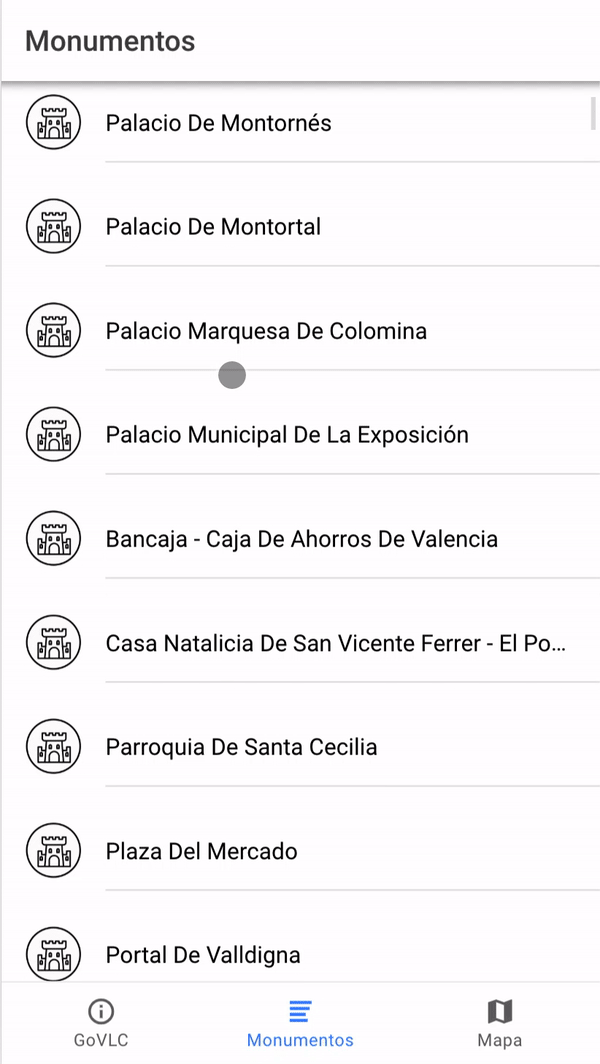 Monumentos
Palacio De Montornés
Palacio De Montortal
Palacio Marquesa De Colomina
Palacio Municipal De La Exposición
Bancaja - Caja De Ahorros De Valencia
Casa Natalicia De San Vicente Ferrer - El Po...
Parroquia De Santa Cecilia
Plaza Del Mercado
Portal De Valldigna
GoVLC
Monumentos
Mapa